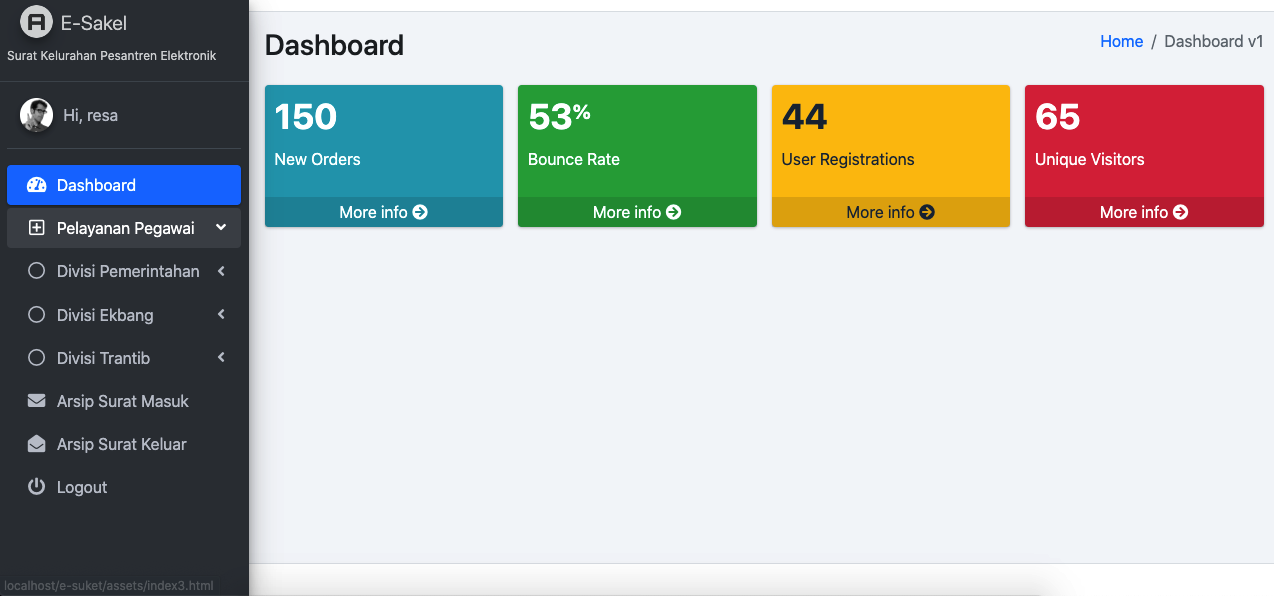 E-Sakel
Surat Kelurahan Pesantren Elektronik
Hi, resa
Dashboard
Pelayanan Pegawai
Divisi Pemerintahan
Divisi Ekbang
Divisi Trantib
Arsip Surat Masuk
Arsip Surat Keluar
Logout
localhost/e-suket/assets/index3.html
Dashboard
Home / Dashboard v1
150
New Orders
More info
53%
Bounce Rate
More info
44
User Registrations
More info
65
Unique Visitors
More info